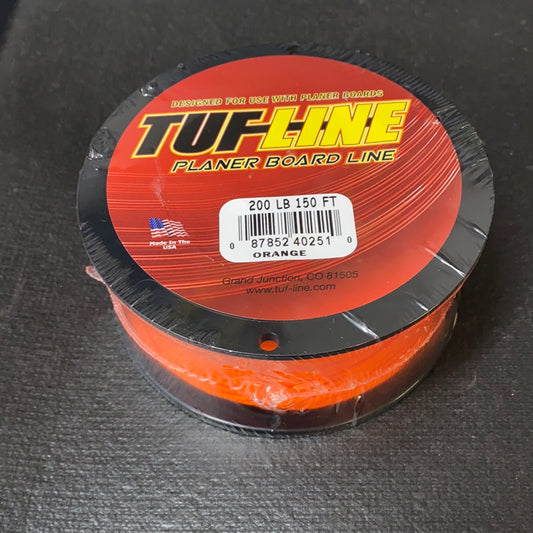 DESIGNED FOR USE WITH PLANER BOARDS
TUF-LINE
PLANER BOARD LINE
200 LB 150 FT
0 87852 40251 0
ORANGE
Made In The
USA
Grand Junction, CO 81505
www.tuf-line.com